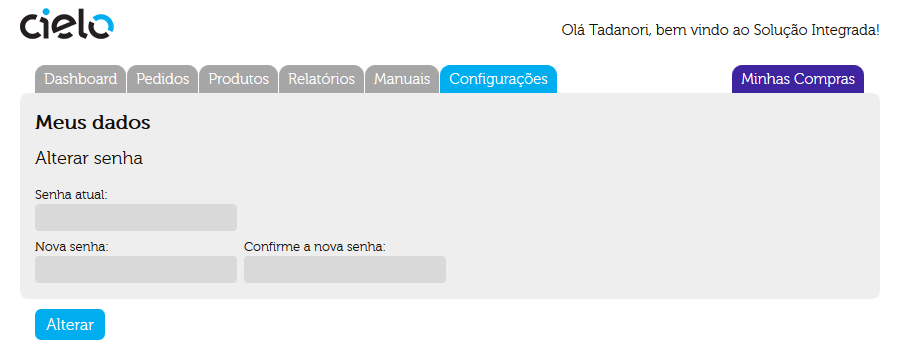 cielo
Olá Tadanori, bem vindo ao Solução Integrada!
Dashboard Pedidos Produtos Relatórios Manuais Configurações Minhas Compras
Meus dados
Alterar senha
Senha atual:
Nova senha: Confirme a nova senha:
Alterar